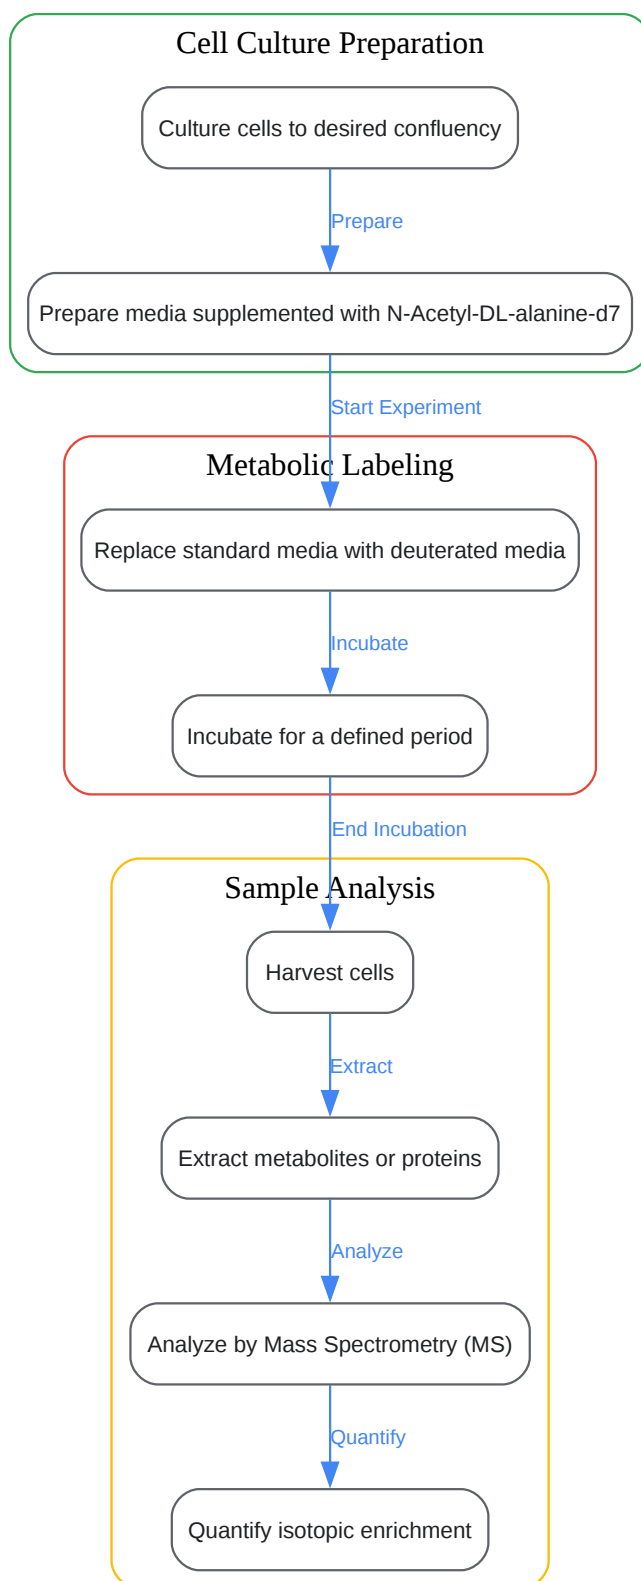 Cell Culture Preparation
Culture cells to desired confluency
Prepare
Prepare media supplemented with N-Acetyl-DL-alanine-d7
Start Experiment
Metabolic Labeling
Replace standard media with deuterated media
Incubate
Incubate for a defined period
End Incubation
Sample Analysis
Harvest cells
Extract
Extract metabolites or proteins
Analyze
Analyze by Mass Spectrometry (MS)
Quantify
Quantify isotopic enrichment